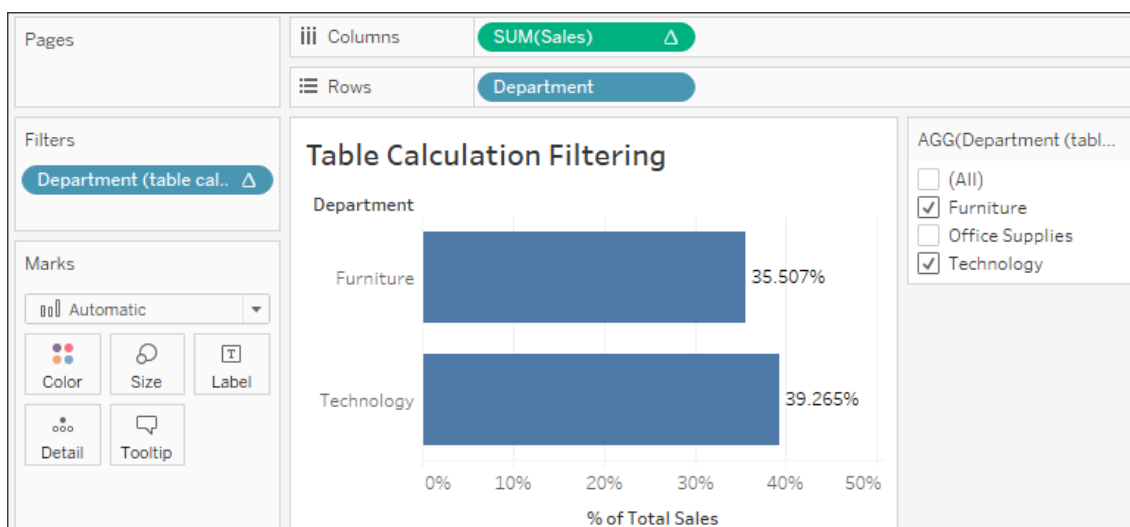 Pages
Columns
SUM(Sales) Δ
Rows
Department
Filters
Department (table cal.. Δ
Marks
Automatic
Color
Size
Label
Detail
Tooltip
Table Calculation Filtering
Department
Furniture
35.507%
Technology
39.265%
0% 10% 20% 30% 40% 50%
% of Total Sales
AGG(Department (tabl...
(All)
Furniture
Office Supplies
Technology